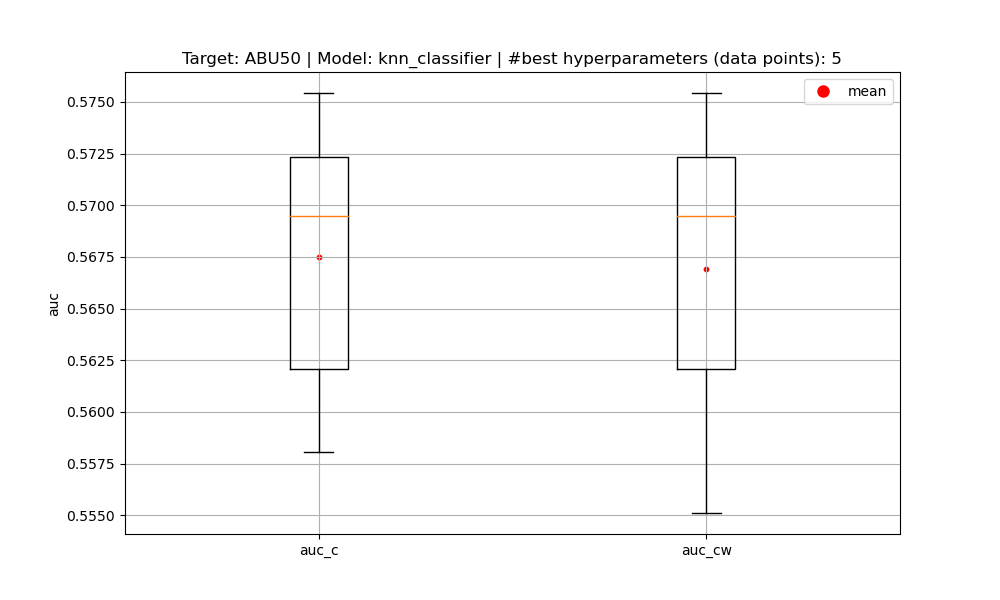 Target: ABU50 | Model: knn_classifier | #best hyperparameters (data points): 5
mean
0.5750
0.5725
0.5700
0.5675
0.5650
0.5625
0.5600
0.5575
0.5550
auc
auc_c
auc_cw